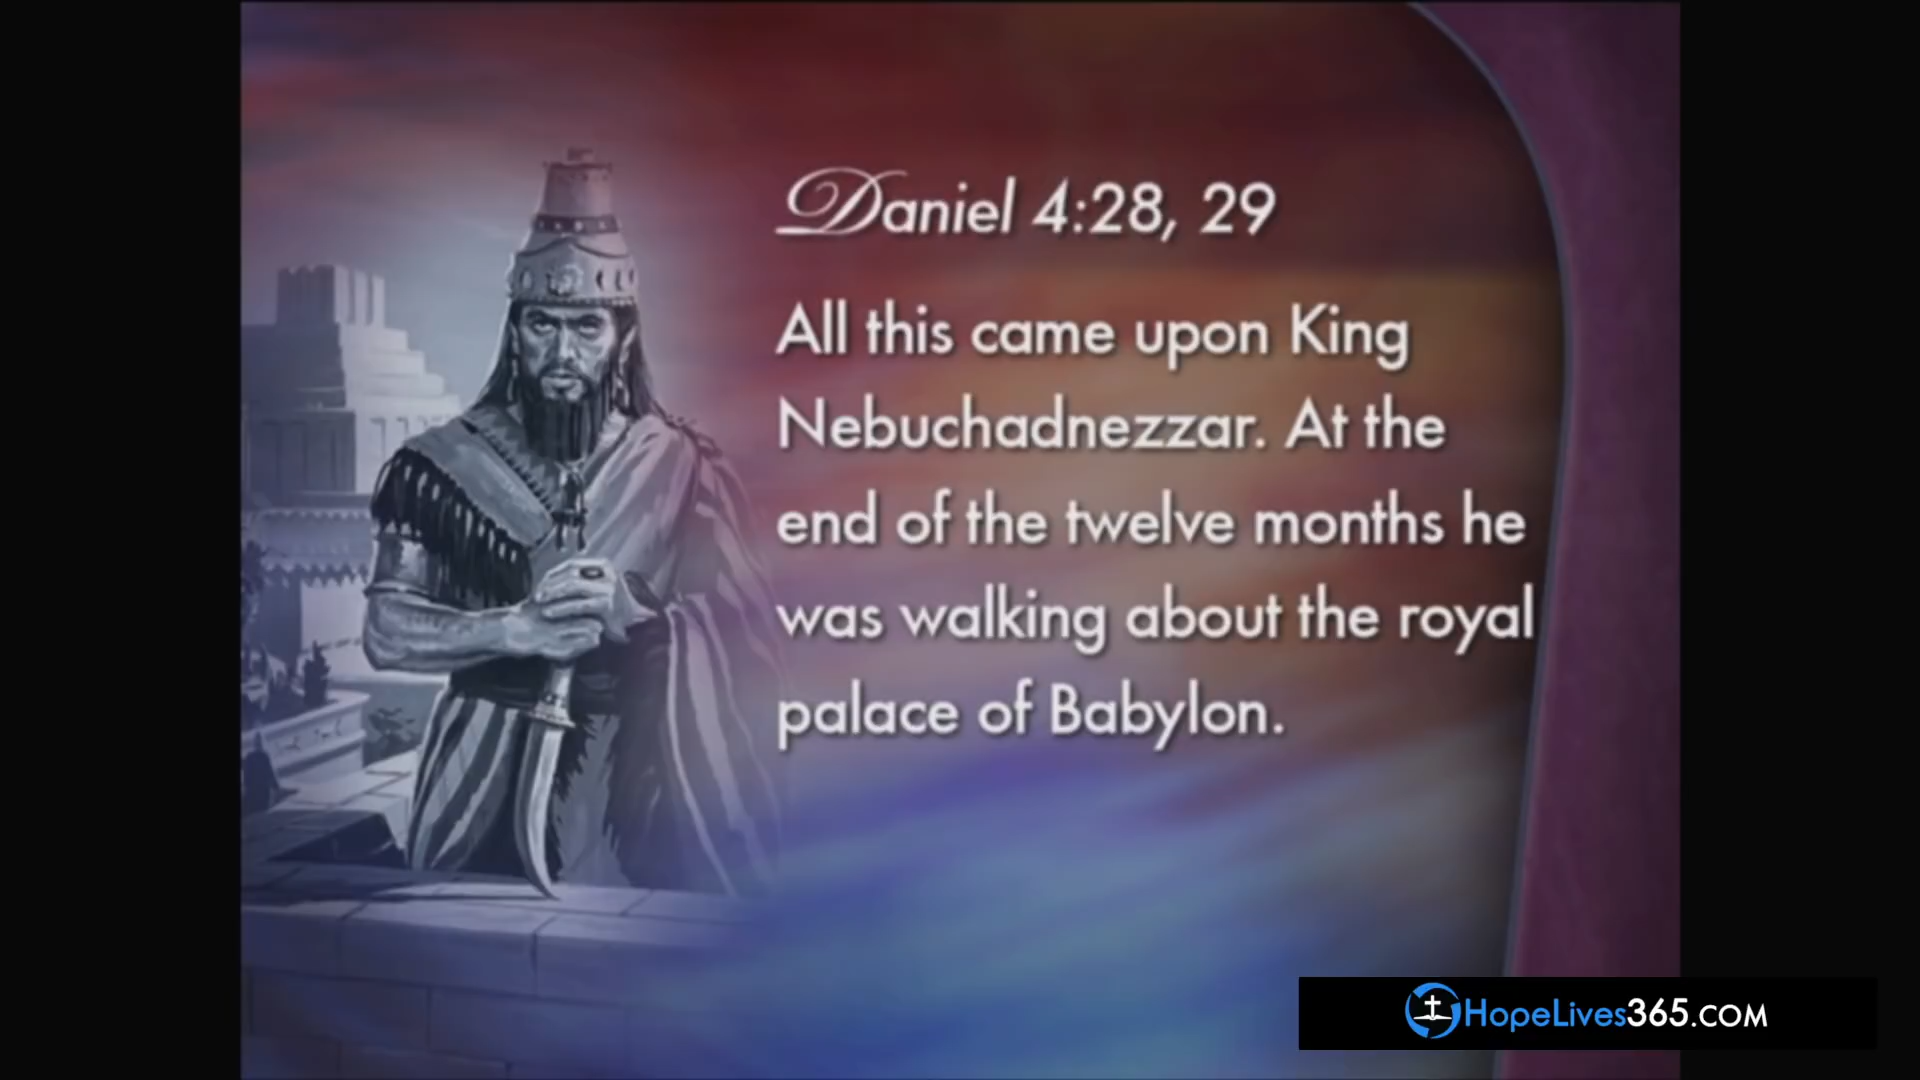 Daniel 4:28, 29
All this came upon King
Nebuchadnezzar. At the
end of the twelve months he
was walking about the royal
palace of Babylon.
HopeLives365.COM